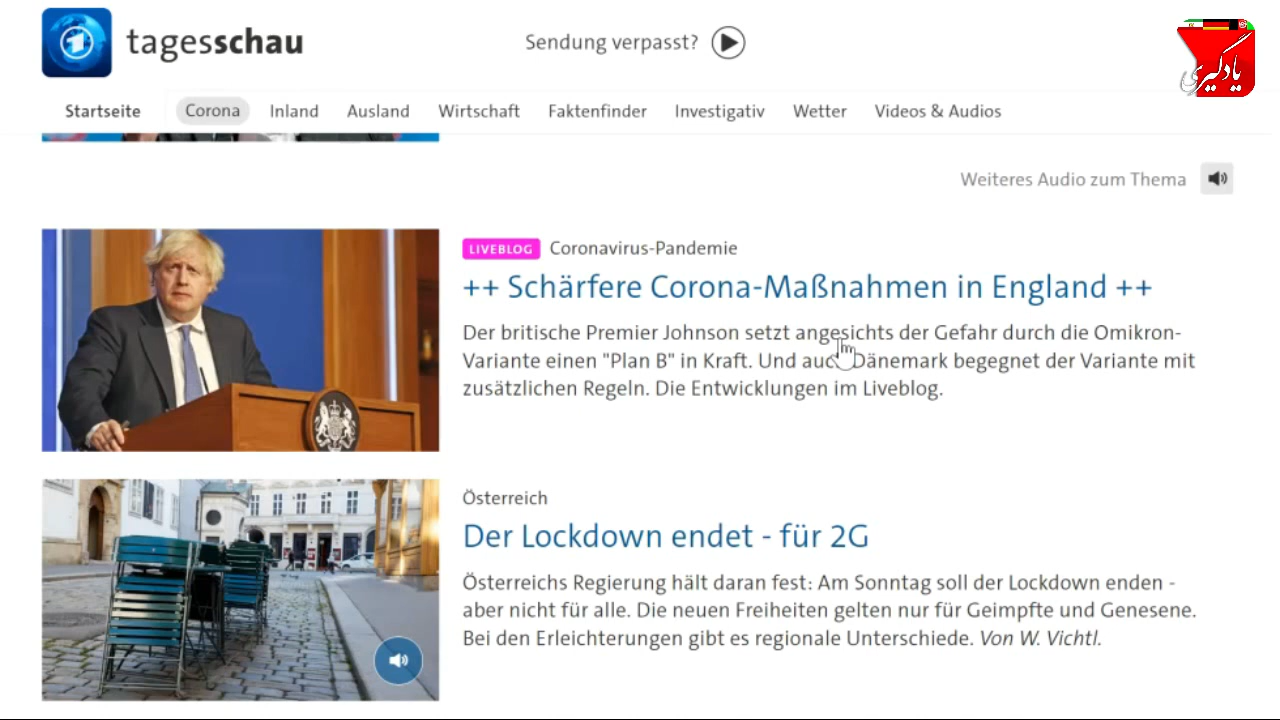 tagesschau
Sendung verpasst?
یادگیری
Startseite Corona Inland Ausland Wirtschaft Faktenfinder Investigativ Wetter Videos & Audios
Weiteres Audio zum Thema
LIVEBLOG Coronavirus-Pandemie
++ Schärfere Corona-Maßnahmen in England ++
Der britische Premier Johnson setzt angesichts der Gefahr durch die Omikron-
Variante einen "Plan B" in Kraft. Und auch Dänemark begegnet der Variante mit
zusätzlichen Regeln. Die Entwicklungen im Liveblog.
Österreich
Der Lockdown endet - für 2G
Österreichs Regierung hält daran fest: Am Sonntag soll der Lockdown enden -
aber nicht für alle. Die neuen Freiheiten gelten nur für Geimpfte und Genesene.
Bei den Erleichterungen gibt es regionale Unterschiede. Von W. Vichtl.